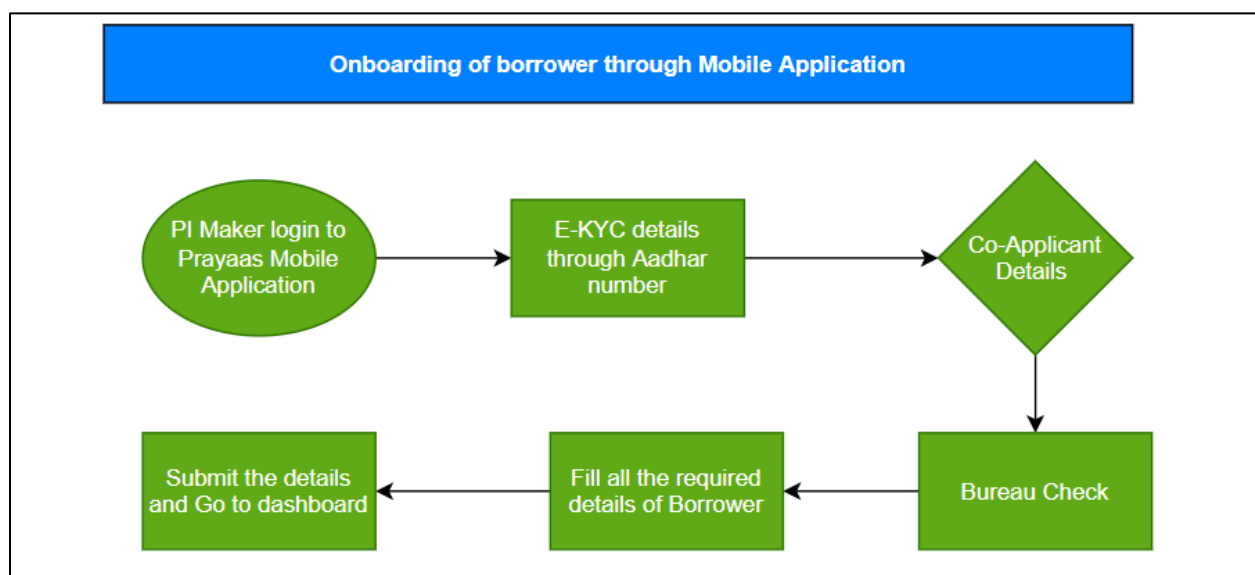 Onboarding of borrower through Mobile Application
PI Maker login to
Prayaas Mobile
Application
E-KYC details
through Aadhar
number
Co-Applicant
Details
Bureau Check
Fill all the required
details of Borrower
Submit the details
and Go to dashboard